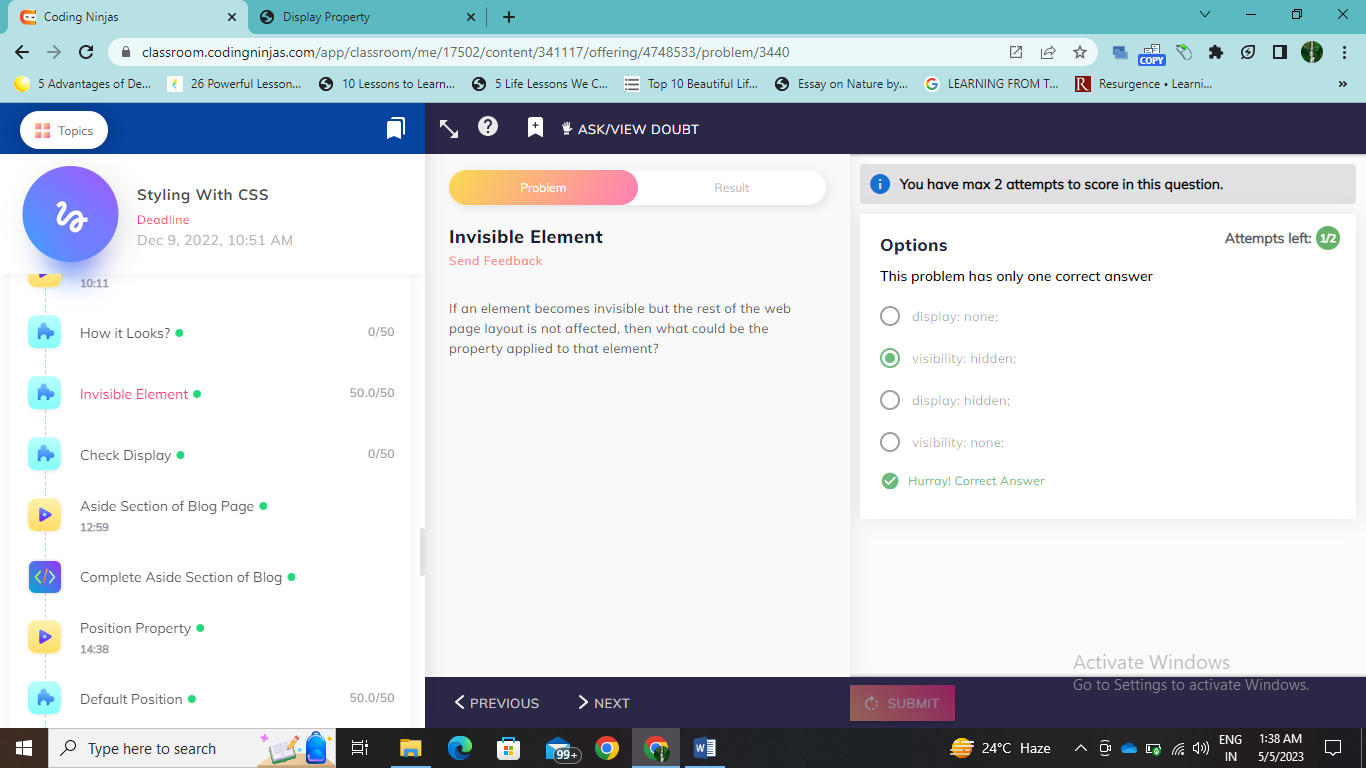 Coding Ninjas
Display Property
classroom.codingninjas.com/app/classroom/me/17502/content/341117/offering/4748533/problem/3440
COPY
5 Advantages of De...
26 Powerful Lesson...
10 Lessons to Learn...
5 Life Lessons We C...
Top 10 Beautiful Lif...
Essay on Nature by...
LEARNING FROM T...
Resurgence • Learni...
»
Topics
ASK/VIEW DOUBT
Styling With CSS
Deadline
Dec 9, 2022, 10:51 AM
10:11
How it Looks?
0/50
Invisible Element
50.0/50
Check Display
0/50
Aside Section of Blog Page
12:59
Complete Aside Section of Blog
Position Property
14:38
Default Position
50.0/50
Problem
Result
Invisible Element
Send Feedback
If an element becomes invisible but the rest of the web
page layout is not affected, then what could be the
property applied to that element?
You have max 2 attempts to score in this question.
Options
Attempts left: 1/2
This problem has only one correct answer
display: none;
visibility: hidden;
display: hidden;
visibility: none;
Hurray! Correct Answer
Activate Windows
Go to Settings to activate Windows.
PREVIOUS
NEXT
SUBMIT
Type here to search
99+
24°C Haze
ENG
IN
1:38 AM
5/5/2023